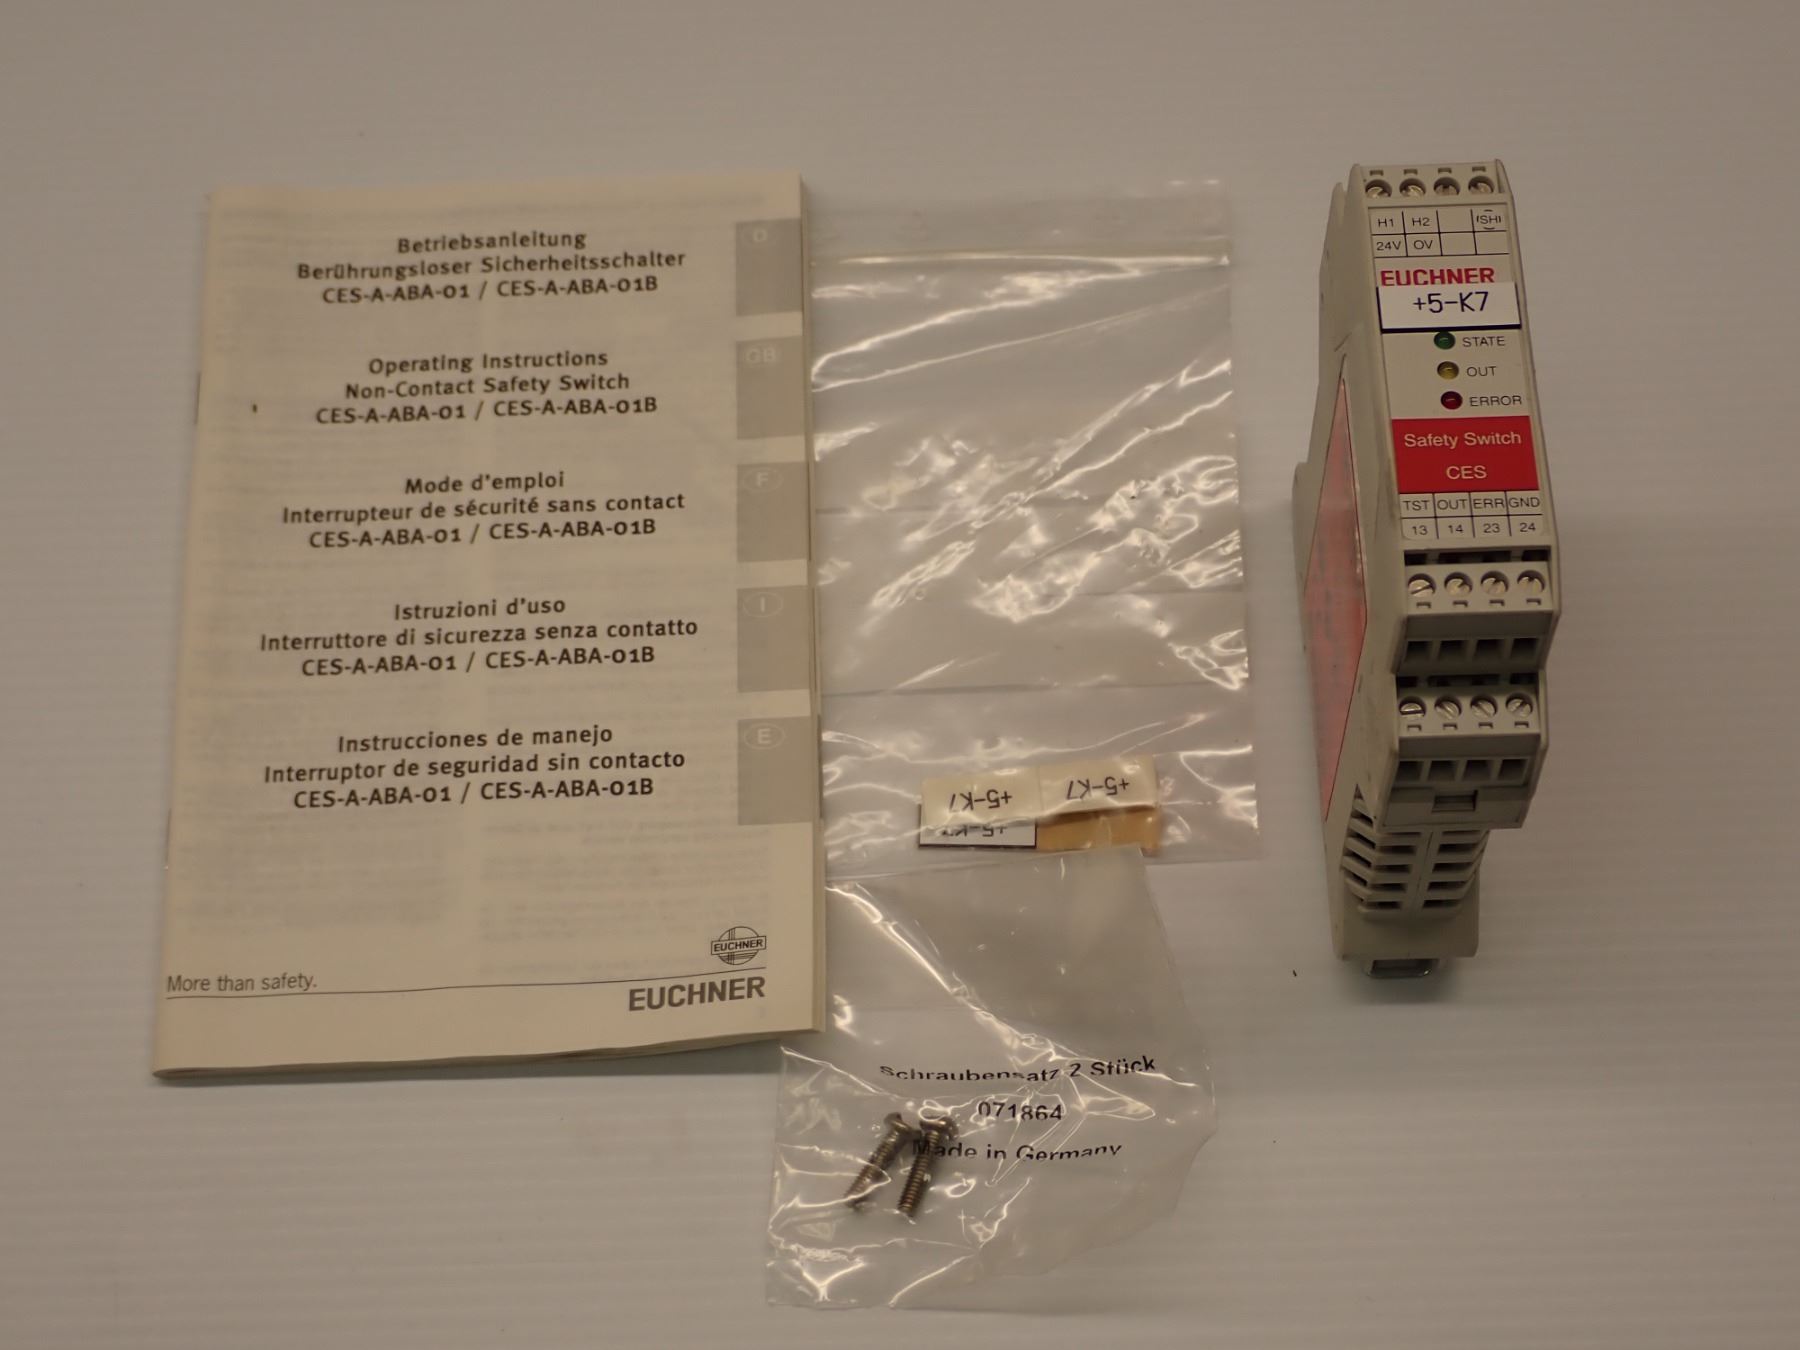 Betriebsanleitung
Berührungsloser Sicherheitsschalter
CES-A-ABA-01 / CES-A-ABA-01B
D
Operating Instructions
Non-Contact Safety Switch
CES-A-ABA-01 / CES-A-ABA-01B
GB
Mode d'emploi
Interrupteur de sécurité sans contact
CES-A-ABA-01 / CES-A-ABA-01B
F
Istruzioni d'uso
Interruttore di sicurezza senza contatto
CES-A-ABA-01 / CES-A-ABA-01B
I
Instrucciones de manejo
Interruptor de seguridad sin contacto
CES-A-ABA-01 / CES-A-ABA-01B
E
EUCHNER
More than safety.
EUCHNER
+5-K7
+5-K7
+5-K7
Schraubensatz 2 Stück
071864
Made in Germany
H1 H2 (SH)
24V 0V
EUCHNER
+5-K7
STATE
OUT
ERROR
Safety Switch
CES
TST OUT ERR GND
13 14 23 24